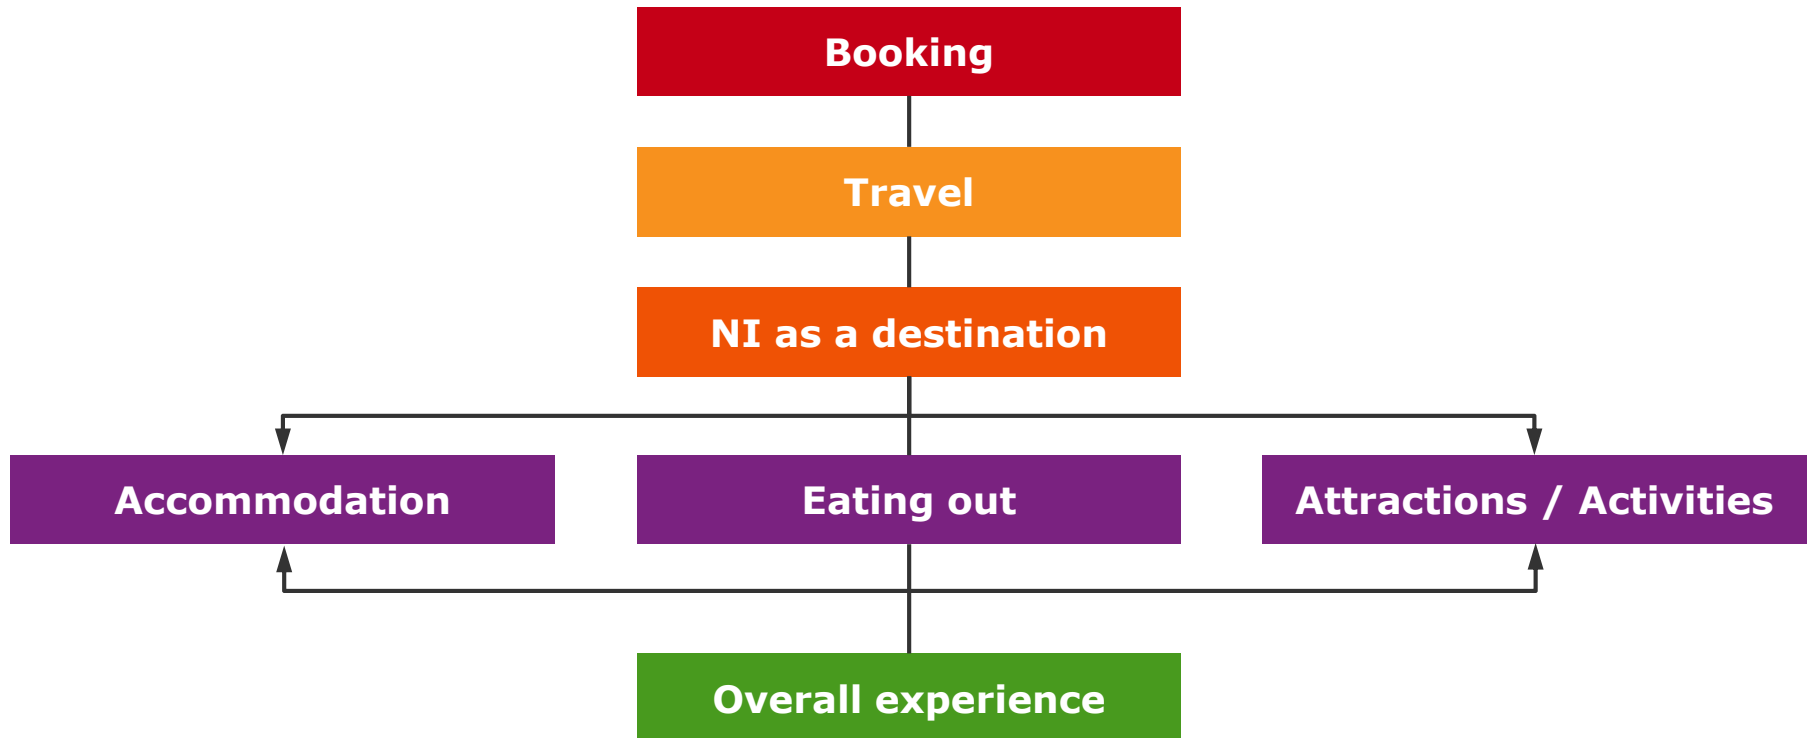 Booking
Travel
NI as a destination
Accommodation
Eating out
Attractions / Activities
Overall experience